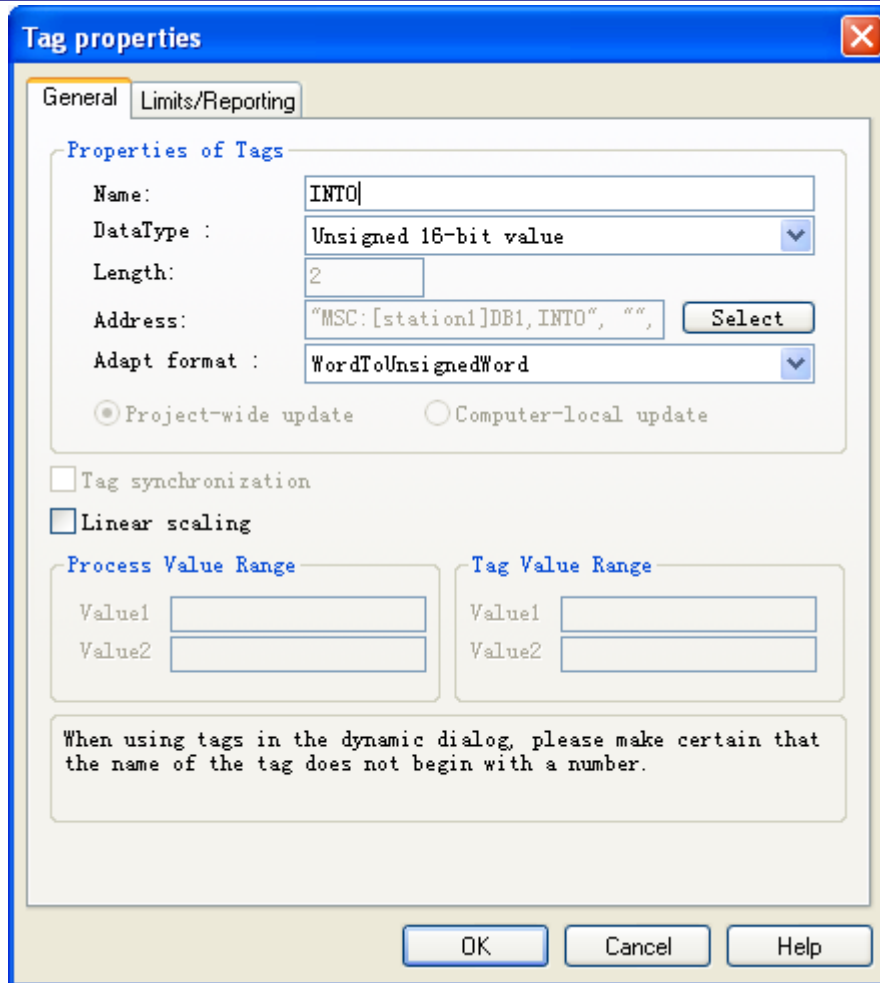 Tag properties
General Limits/Reporting
Properties of Tags
Name: INTO
DataType : Unsigned 16-bit value
Length: 2
Address: "MSC:[station1]DB1,INTO", "", Select
Adapt format : WordToUnsignedWord
Project-wide update Computer-local update
Tag synchronization
Linear scaling
Process Value Range Tag Value Range
Value1 Value1
Value2 Value2
When using tags in the dynamic dialog, please make certain that
the name of the tag does not begin with a number.
OK Cancel Help